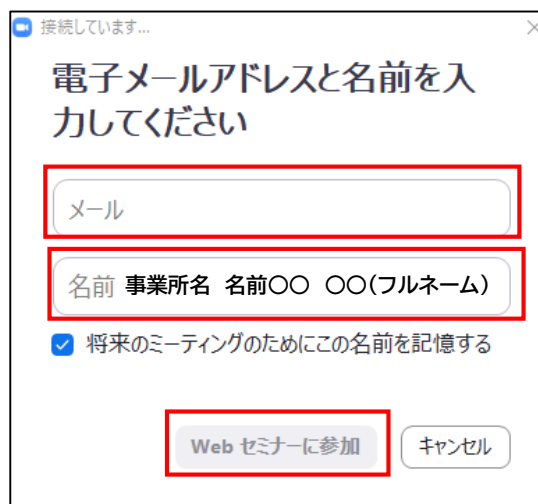 接続しています...
電子メールアドレスと名前を入
力してください
メール
名前 事業所名 名前〇〇 〇〇(フルネーム)
将来のミーティングのためにこの名前を記憶する
Web セミナーに参加 キャンセル